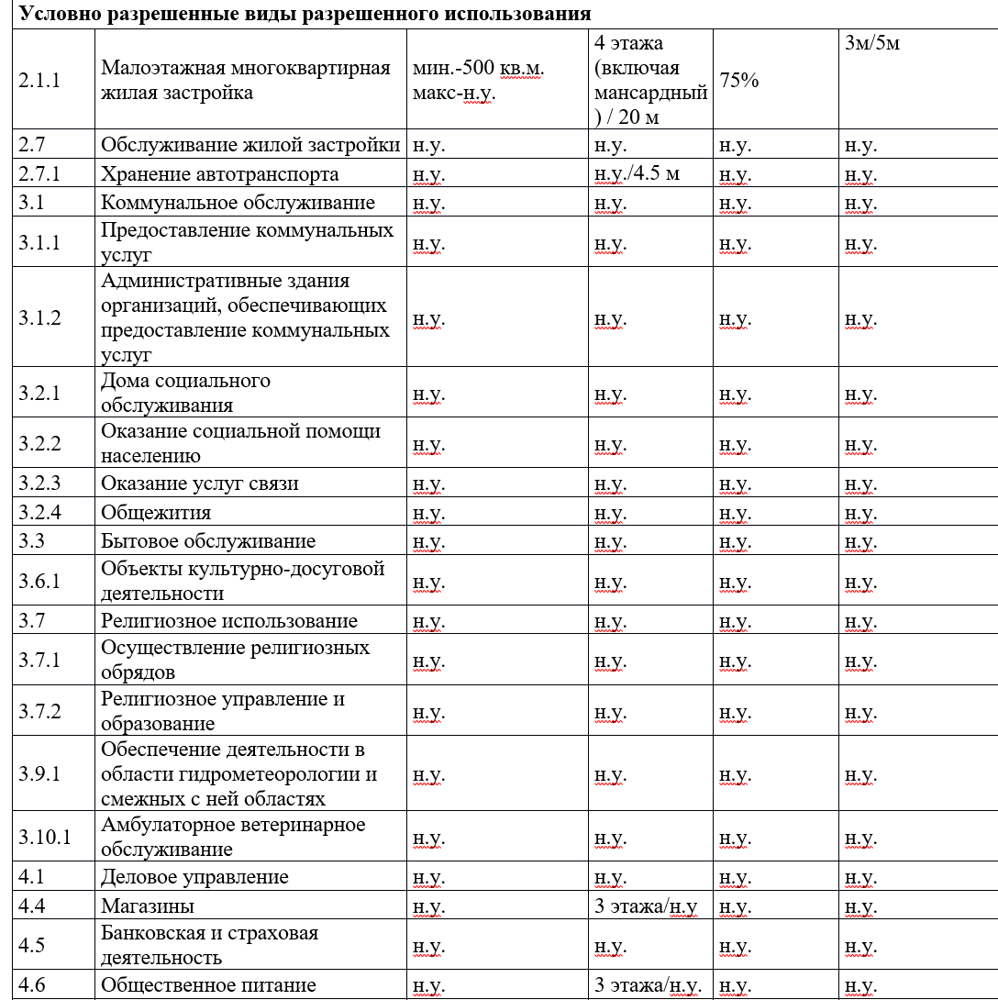 Условно разрешенные виды разрешенного использования
2.1.1
Малоэтажная многоквартирная
жилая застройка
мин.-500 кв.м.
макс-н.у.
4 этажа
(включая
мансардный
) / 20 м
75%
3м/5м
2.7 Обслуживание жилой застройки н.у. н.у. н.у. н.у.
2.7.1 Хранение автотранспорта н.у. н.у./4.5 м н.у. н.у.
3.1 Коммунальное обслуживание н.у. н.у. н.у. н.у.
3.1.1
Предоставление коммунальных
услуг
н.у. н.у. н.у. н.у.
3.1.2
Административные здания
организаций, обеспечивающих
предоставление коммунальных
услуг
н.у. н.у. н.у. н.у.
3.2.1
Дома социального
обслуживания
н.у. н.у. н.у. н.у.
3.2.2
Оказание социальной помощи
населению
н.у. н.у. н.у. н.у.
3.2.3 Оказание услуг связи н.у. н.у. н.у. н.у.
3.2.4 Общежития н.у. н.у. н.у. н.у.
3.3 Бытовое обслуживание н.у. н.у. н.у. н.у.
3.6.1
Объекты культурно-досуговой
деятельности
н.у. н.у. н.у. н.у.
3.7 Религиозное использование н.у. н.у. н.у. н.у.
3.7.1
Осуществление религиозных
обрядов
н.у. н.у. н.у. н.у.
3.7.2
Религиозное управление и
образование
н.у. н.у. н.у. н.у.
3.9.1
Обеспечение деятельности в
области гидрометеорологии и
смежных с ней областях
н.у. н.у. н.у. н.у.
3.10.1
Амбулаторное ветеринарное
обслуживание
н.у. н.у. н.у. н.у.
4.1 Деловое управление н.у. н.у. н.у. н.у.
4.4 Магазины н.у. 3 этажа/н.у н.у. н.у.
4.5
Банковская и страховая
деятельность
н.у. н.у. н.у. н.у.
4.6 Общественное питание н.у. 3 этажа/н.у. н.у. н.у.